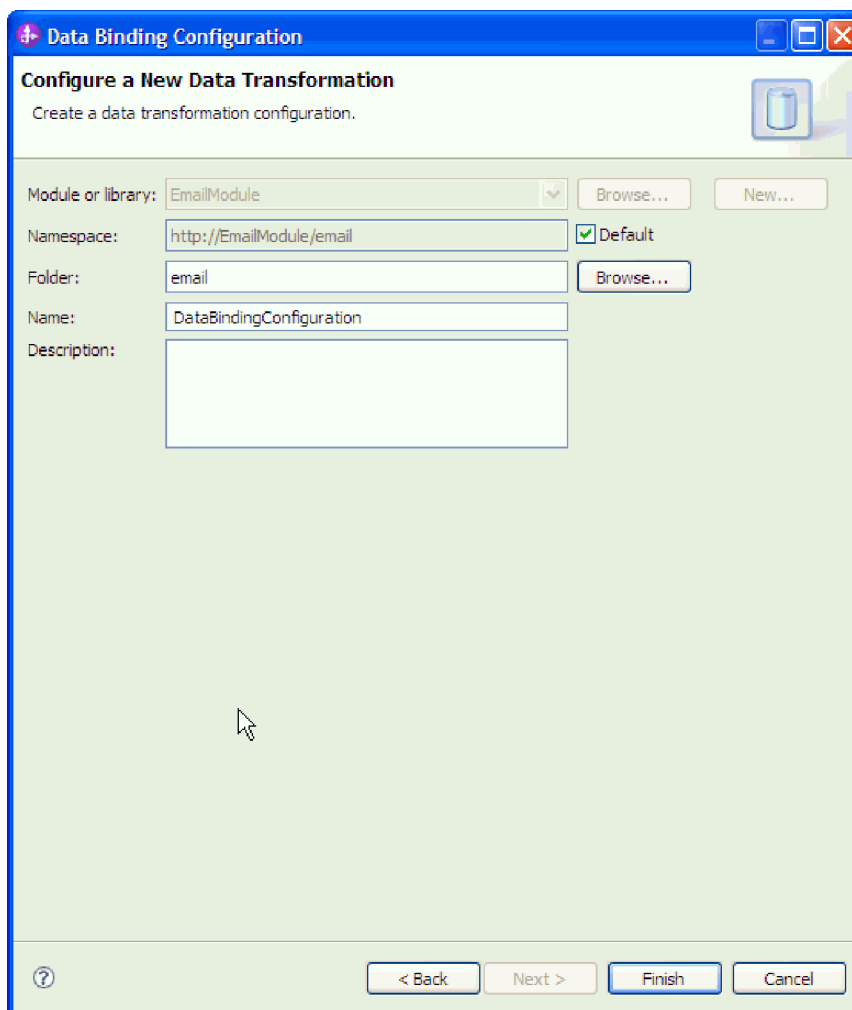 Data Binding Configuration
Configure a New Data Transformation
Create a data transformation configuration.
Module or library: EmailModule Browse... New...
Namespace: http://EmailModule/email Default
Folder: email Browse...
Name: DataBindingConfiguration
Description:
? < Back Next > Finish Cancel